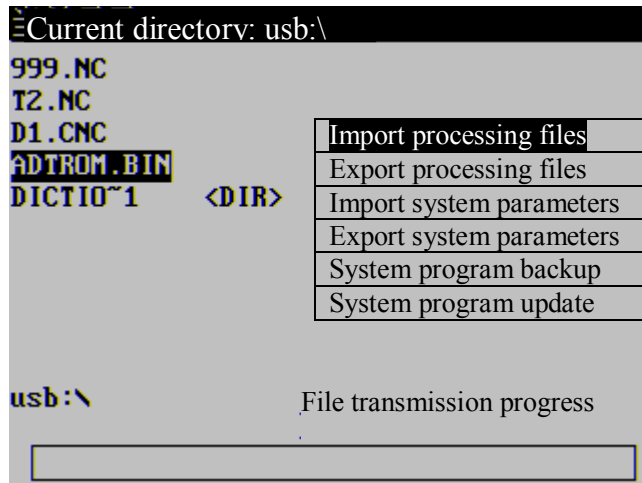 Current directory: usb:\
999.NC
T2.NC
D1.CNC
ADTROM.BIN
DICTIO~1 <DIR>
Import processing files
Export processing files
Import system parameters
Export system parameters
System program backup
System program update
usb:\ File transmission progress